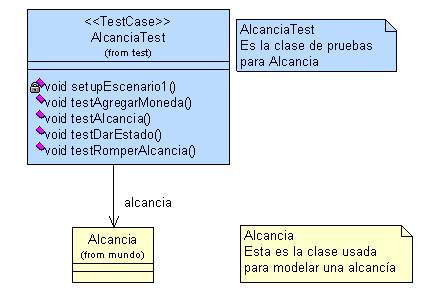 <<TestCase>>
AlcanciaTest
(from test)
void setupEscenario1()
void testAgregarMoneda()
void testAlcancia()
void testDarEstado()
void testRomperAlcancia()
AlcanciaTest
Es la clase de pruebas
para Alcancia
alcancia
Alcancia
(from mundo)
Alcancia
Esta es la clase usada
para modelar una alcancía